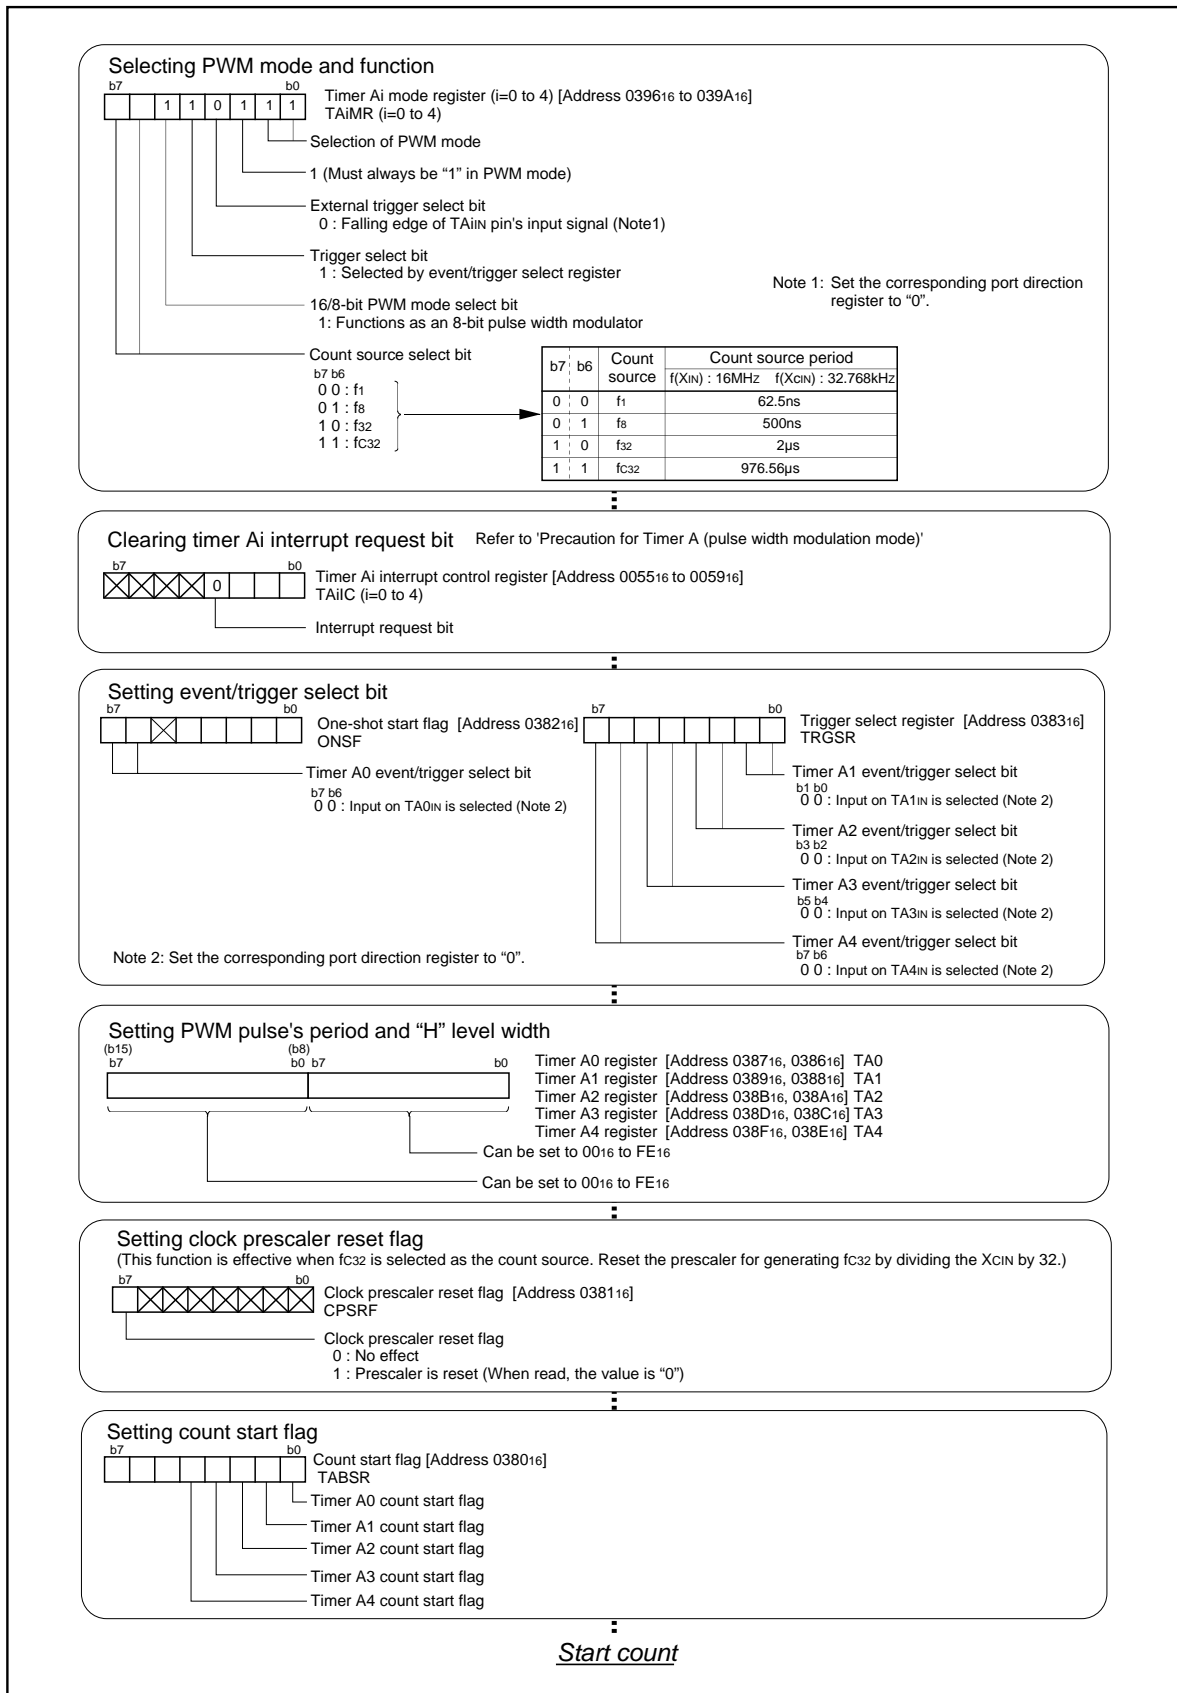 Selecting PWM mode and function
b7 b0
1 1 0 1 1 1
Timer Ai mode register (i=0 to 4) [Address 039616 to 039A16]
TAiMR (i=0 to 4)
Selection of PWM mode
1 (Must always be “1” in PWM mode)
External trigger select bit
0 : Falling edge of TAiIN pin's input signal (Note1)
Trigger select bit
1 : Selected by event/trigger select register
Note 1: Set the corresponding port direction
register to “0”.
16/8-bit PWM mode select bit
1: Functions as an 8-bit pulse width modulator
Count source select bit
b7 b6
0 0 : f1
0 1 : f8
1 0 : f32
1 1 : fC32
b7 b6 Count source Count source period
f(XIN) : 16MHz f(XCIN) : 32.768kHz
0 0 f1 62.5ns
0 1 f8 500ns
1 0 f32 2µs
1 1 fC32 976.56µs
Clearing timer Ai interrupt request bit Refer to 'Precaution for Timer A (pulse width modulation mode)'
b7 b0
0
Timer Ai interrupt control register [Address 005516 to 005916]
TAiIC (i=0 to 4)
Interrupt request bit
Setting event/trigger select bit
b7 b0
One-shot start flag [Address 038216]
ONSF
Timer A0 event/trigger select bit
b7 b6
0 0 : Input on TA0IN is selected (Note 2)
Note 2: Set the corresponding port direction register to “0”.
b7 b0
Trigger select register [Address 038316]
TRGSR
Timer A1 event/trigger select bit
b1 b0
0 0 : Input on TA1IN is selected (Note 2)
Timer A2 event/trigger select bit
b3 b2
0 0 : Input on TA2IN is selected (Note 2)
Timer A3 event/trigger select bit
b5 b4
0 0 : Input on TA3IN is selected (Note 2)
Timer A4 event/trigger select bit
b7 b6
0 0 : Input on TA4IN is selected (Note 2)
Setting PWM pulse's period and “H” level width
(b15) (b8)
b7 b0 b7 b0
Timer A0 register [Address 038716, 038616] TA0
Timer A1 register [Address 038916, 038816] TA1
Timer A2 register [Address 038B16, 038A16] TA2
Timer A3 register [Address 038D16, 038C16] TA3
Timer A4 register [Address 038F16, 038E16] TA4
Can be set to 0016 to FE16
Can be set to 0016 to FE16
Setting clock prescaler reset flag
(This function is effective when fC32 is selected as the count source. Reset the prescaler for generating fC32 by dividing the XCIN by 32.)
b7 b0
Clock prescaler reset flag [Address 038116]
CPSRF
Clock prescaler reset flag
0 : No effect
1 : Prescaler is reset (When read, the value is “0”)
Setting count start flag
b7 b0
Count start flag [Address 038016]
TABSR
Timer A0 count start flag
Timer A1 count start flag
Timer A2 count start flag
Timer A3 count start flag
Timer A4 count start flag
Start count